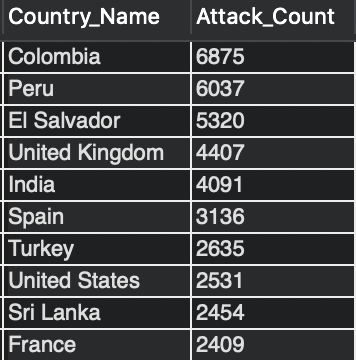 Country_Name Attack_Count
Colombia 6875
Peru 6037
El Salvador 5320
United Kingdom 4407
India 4091
Spain 3136
Turkey 2635
United States 2531
Sri Lanka 2454
France 2409